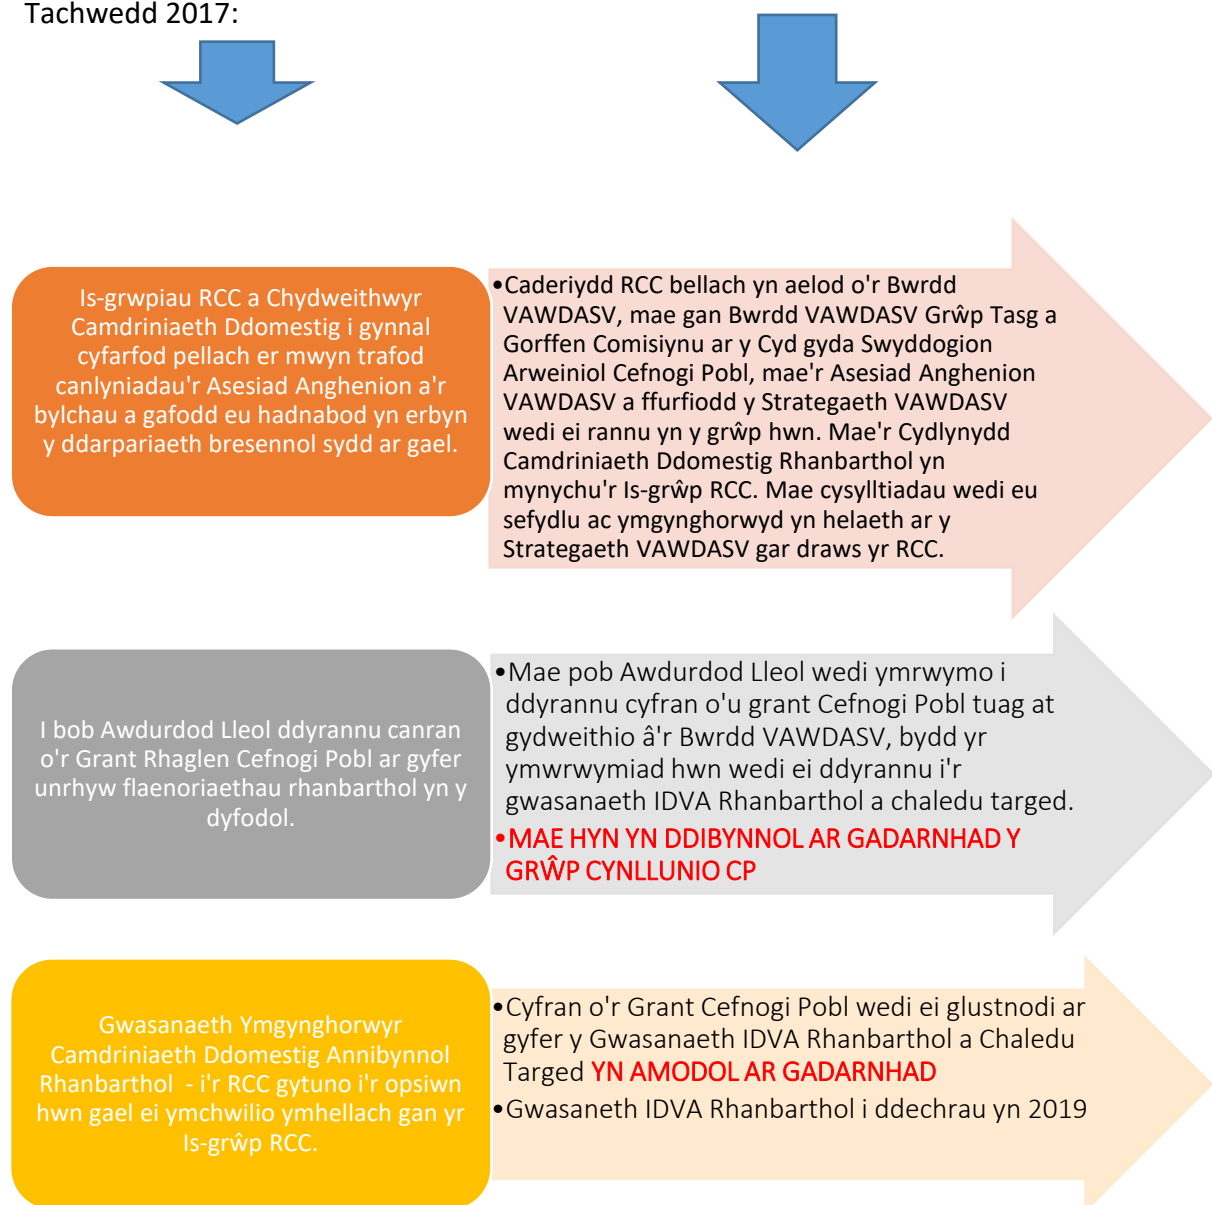 Tachwedd 2017:
Is-grwpiau RCC a Chydweithwyr
Camdriniaeth Ddomestig i gynnal
cyfarfod pellach er mwyn trafod
canlyniadau'r Asesiad Anghenion a'r
bylchau a gafodd eu hadnabod yn erbyn
y ddarpariaeth bresennol sydd ar gael.
•Caderiydd RCC bellach yn aelod o'r Bwrdd
VAWDASV, mae gan Bwrdd VAWDASV Grŵp Tasg a
Gorffen Comisiynu ar y Cyd gyda Swyddogion
Arweiniol Cefnogi Pobl, mae'r Asesiad Anghenion
VAWDASV a ffurfiodd y Strategaeth VAWDASV
wedi ei rannu yn y grŵp hwn. Mae'r Cydlynydd
Camdriniaeth Ddomestig Rhanbarthol yn
mynychu'r Is-grŵp RCC. Mae cysylltiadau wedi eu
sefydlu ac ymgynghorwyd yn helaeth ar y
Strategaeth VAWDASV gar draws yr RCC.
I bob Awdurdod Lleol ddyrannu canran
o'r Grant Rhaglen Cefnogi Pobl ar gyfer
unrhyw flaenoriaethau rhanbarthol yn y
dyfodol.
•Mae pob Awdurdod Lleol wedi ymrwymo i
ddyrannu cyfran o'u grant Cefnogi Pobl tuag at
gydweithio â'r Bwrdd VAWDASV, bydd yr
ymwrwymiad hwn wedi ei ddyrannu i'r
gwasanaeth IDVA Rhanbarthol a chaledu targed.
•MAE HYN YN DDIBYNNOL AR GADARNHAD Y
GRŴP CYNLLUNIO CP
Gwasanaeth Ymgynghorwyr
Camdriniaeth Ddomestig Annibynnol
Rhanbarthol - i'r RCC gytuno i'r opsiwn
hwn gael ei ymchwilio ymhellach gan yr
Is-grŵp RCC.
•Cyfran o'r Grant Cefnogi Pobl wedi ei glustnodi ar
gyfer y Gwasanaeth IDVA Rhanbarthol a Chaledu
Targed YN AMODOL AR GADARNHAD
•Gwasaneth IDVA Rhanbarthol i ddechrau yn 2019